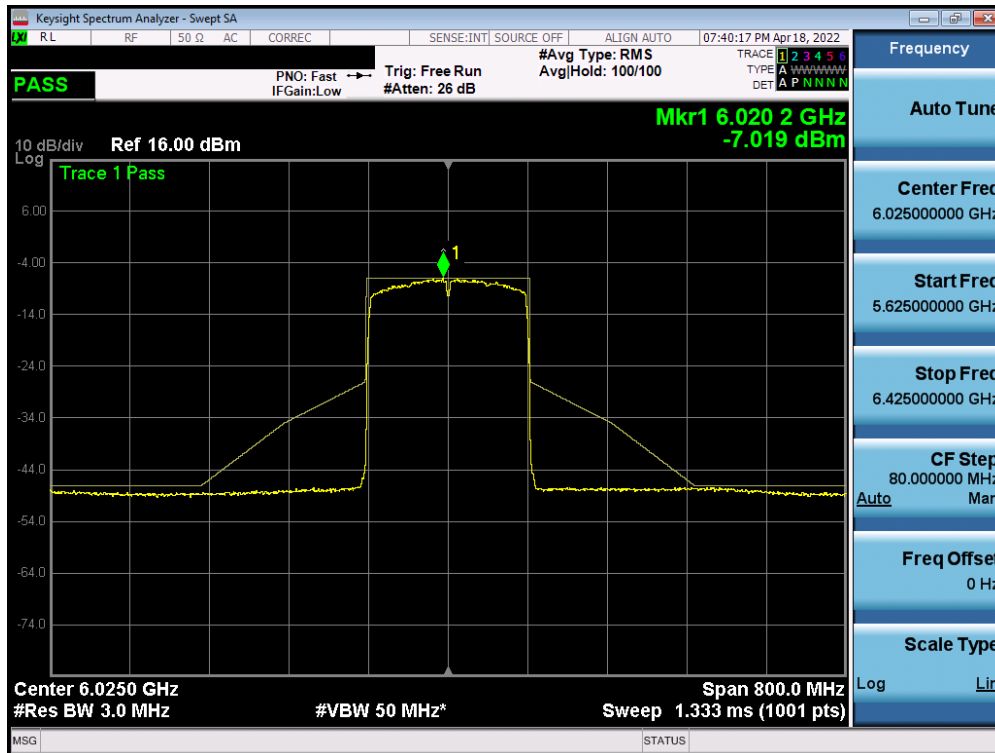 Keysight Spectrum Analyzer - Swept SA
LXI RL RF 50 Ω AC CORREC SENSE:INT SOURCE OFF ALIGN AUTO 07:40:17 PM Apr 18, 2022
PASS
PNO: Fast
IFGain:Low
Trig: Free Run
#Atten: 26 dB
#Avg Type: RMS
Avg|Hold: 100/100
TRACE 1 2 3 4 5 6
TYPE A WWWWW
DET A P N N N N
Mkr1 6.020 2 GHz
-7.019 dBm
10 dB/div Ref 16.00 dBm
Log
Trace 1 Pass
1
6.00
-4.00
-14.0
-24.0
-34.0
-44.0
-54.0
-64.0
-74.0
Center 6.0250 GHz Span 800.0 MHz
#Res BW 3.0 MHz #VBW 50 MHz* Sweep 1.333 ms (1001 pts)
MSG STATUS
Frequency
Auto Tune
Center Freq
6.025000000 GHz
Start Freq
5.625000000 GHz
Stop Freq
6.425000000 GHz
CF Step
80.000000 MHz
Auto Man
Freq Offset
0 Hz
Scale Type
Log Lin